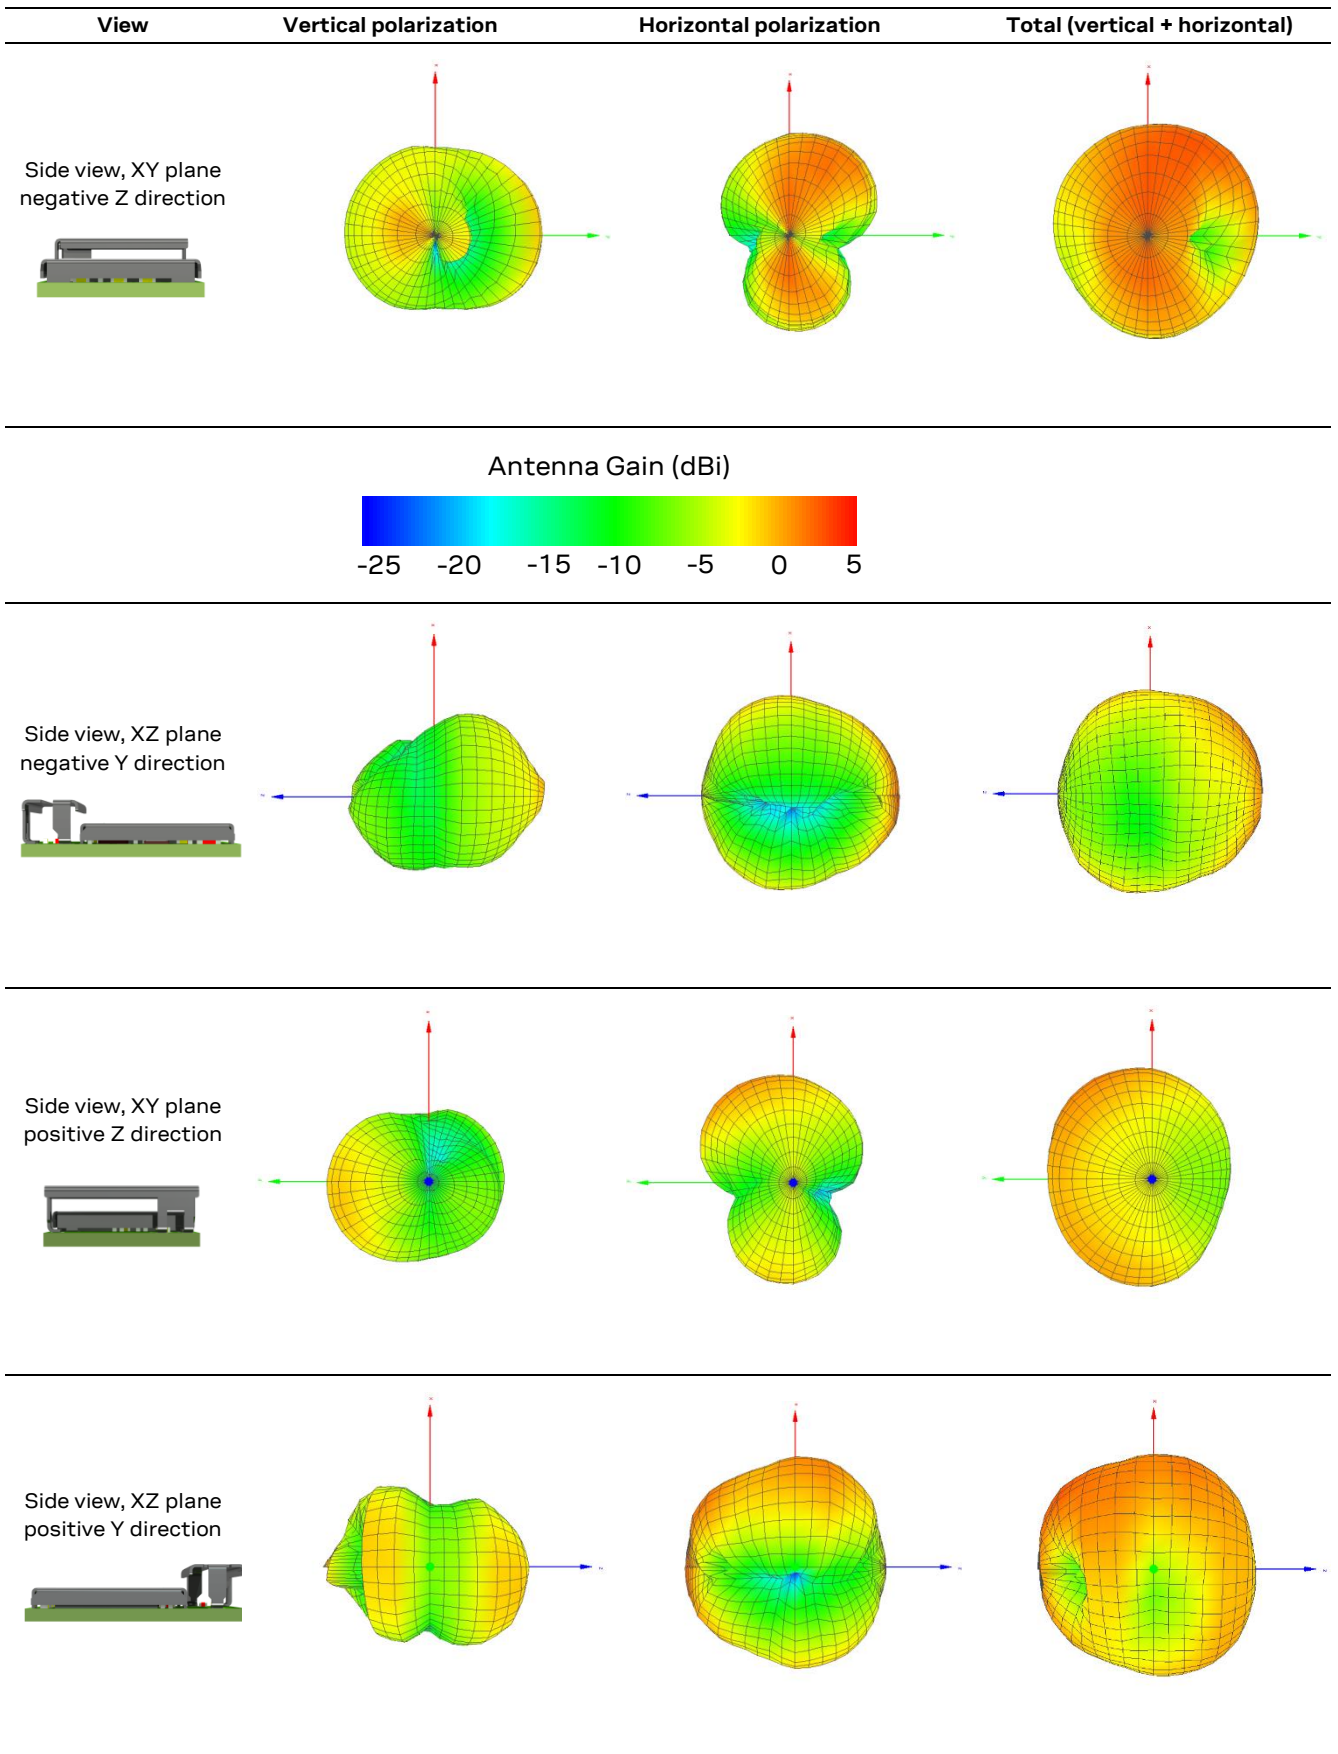 View Vertical polarization Horizontal polarization Total (vertical + horizontal)
Side view, XY plane
negative Z direction
Antenna Gain (dBi)
-25 -20 -15 -10 -5 0 5
Side view, XZ plane
negative Y direction
Side view, XY plane
positive Z direction
Side view, XZ plane
positive Y direction